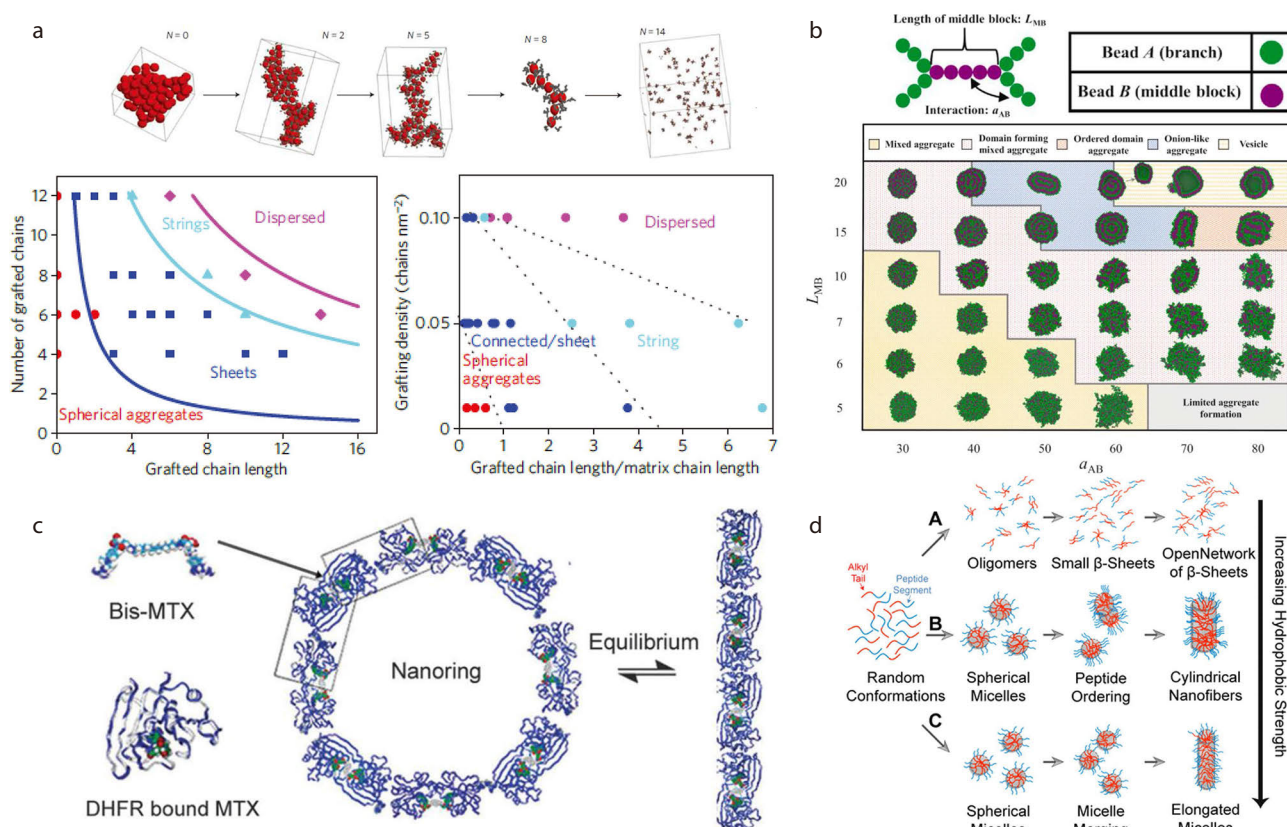 a
N = 0
N = 2
N = 5
N = 8
N = 14
Number of grafted chains
12
10
8
6
4
2
0
Dispersed
Strings
Sheets
Spherical aggregates
0
4
8
12
16
Grafted chain length
Grafting density (chains nm⁻²)
0.10
0.05
0
Dispersed
Connected/sheet
String
Spherical
aggregates
0
1
2
3
4
5
6
7
Grafted chain length/matrix chain length
b
Length of middle block: L_MB
Interaction: a_AB
Bead A (branch)
Bead B (middle block)
Mixed aggregate
Domain forming
mixed aggregate
Ordered domain
aggregate
Onion-like
aggregate
Vesicle
L_MB
20
15
10
7
6
5
Limited aggregate
formation
30
40
50
60
70
80
a_AB
c
Bis-MTX
DHFR bound MTX
Nanoring
Equilibrium
d
Alkyl
Tail
Peptide
Segment
Random
Conformations
A
Oligomers
Small β-Sheets
OpenNetwork
of β-Sheets
B
Spherical
Micelles
Peptide
Ordering
Cylindrical
Nanofibers
C
Spherical
Micelles
Micelle
Merging
Elongated
Micelles
Increasing Hydrophobic Strength